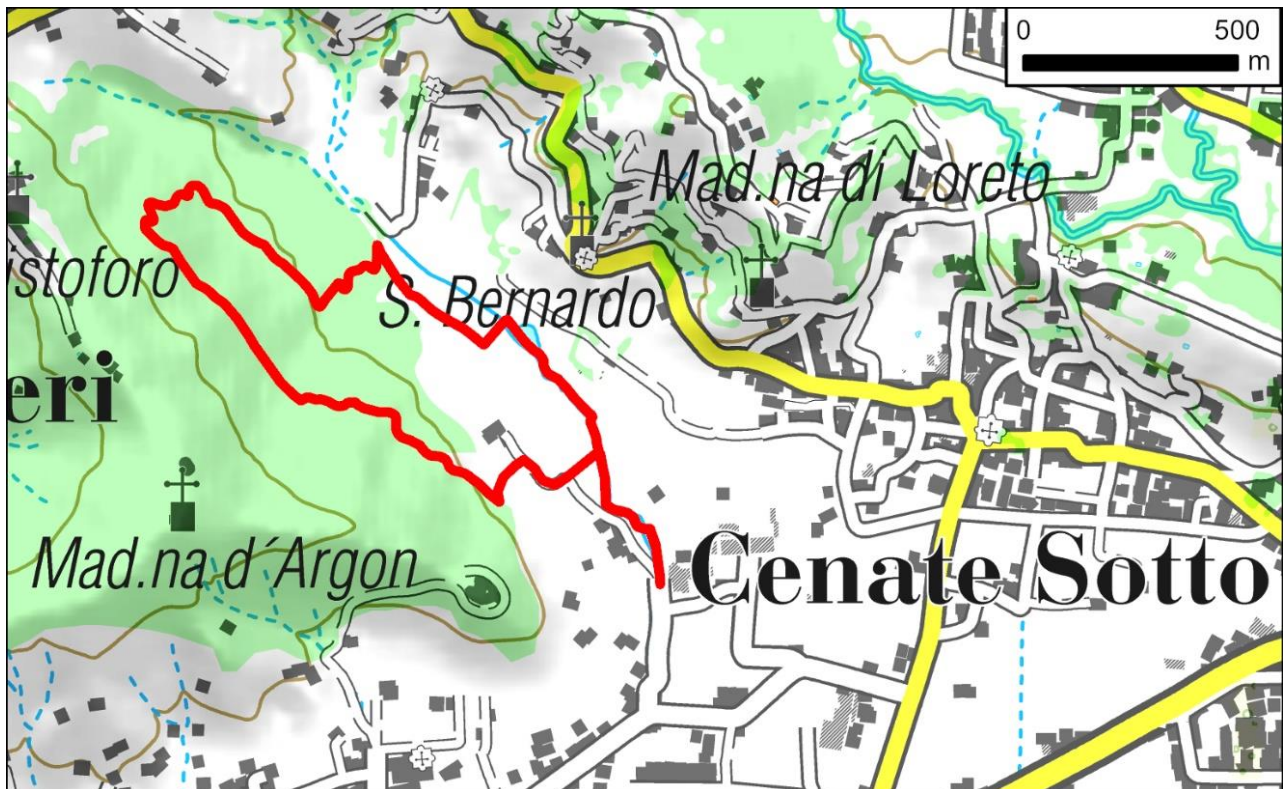 0 500
m
Mad.na di Loreto
istoforo
S. Bernardo
eri
Mad.na d´Argon
Cenate Sotto